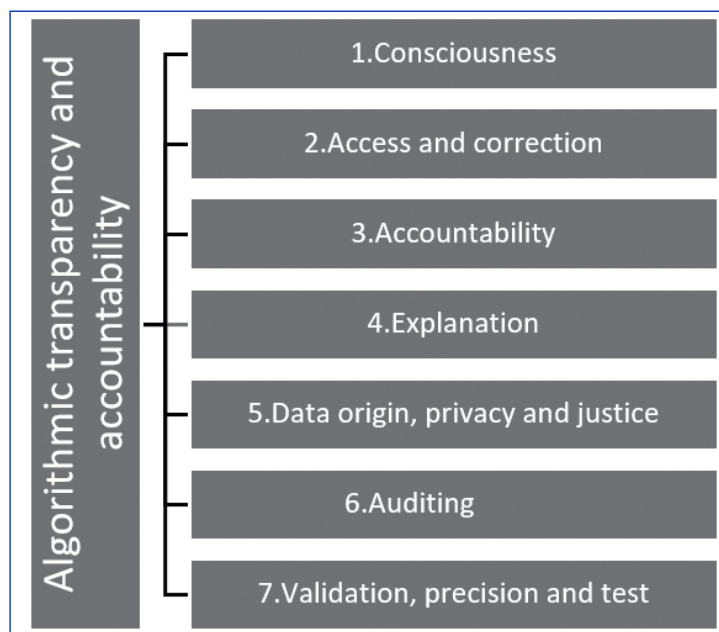 Algorithmic transparency and
accountability
1.Consciousness
2.Access and correction
3.Accountability
4.Explanation
5.Data origin, privacy and justice
6.Auditing
7.Validation, precision and test